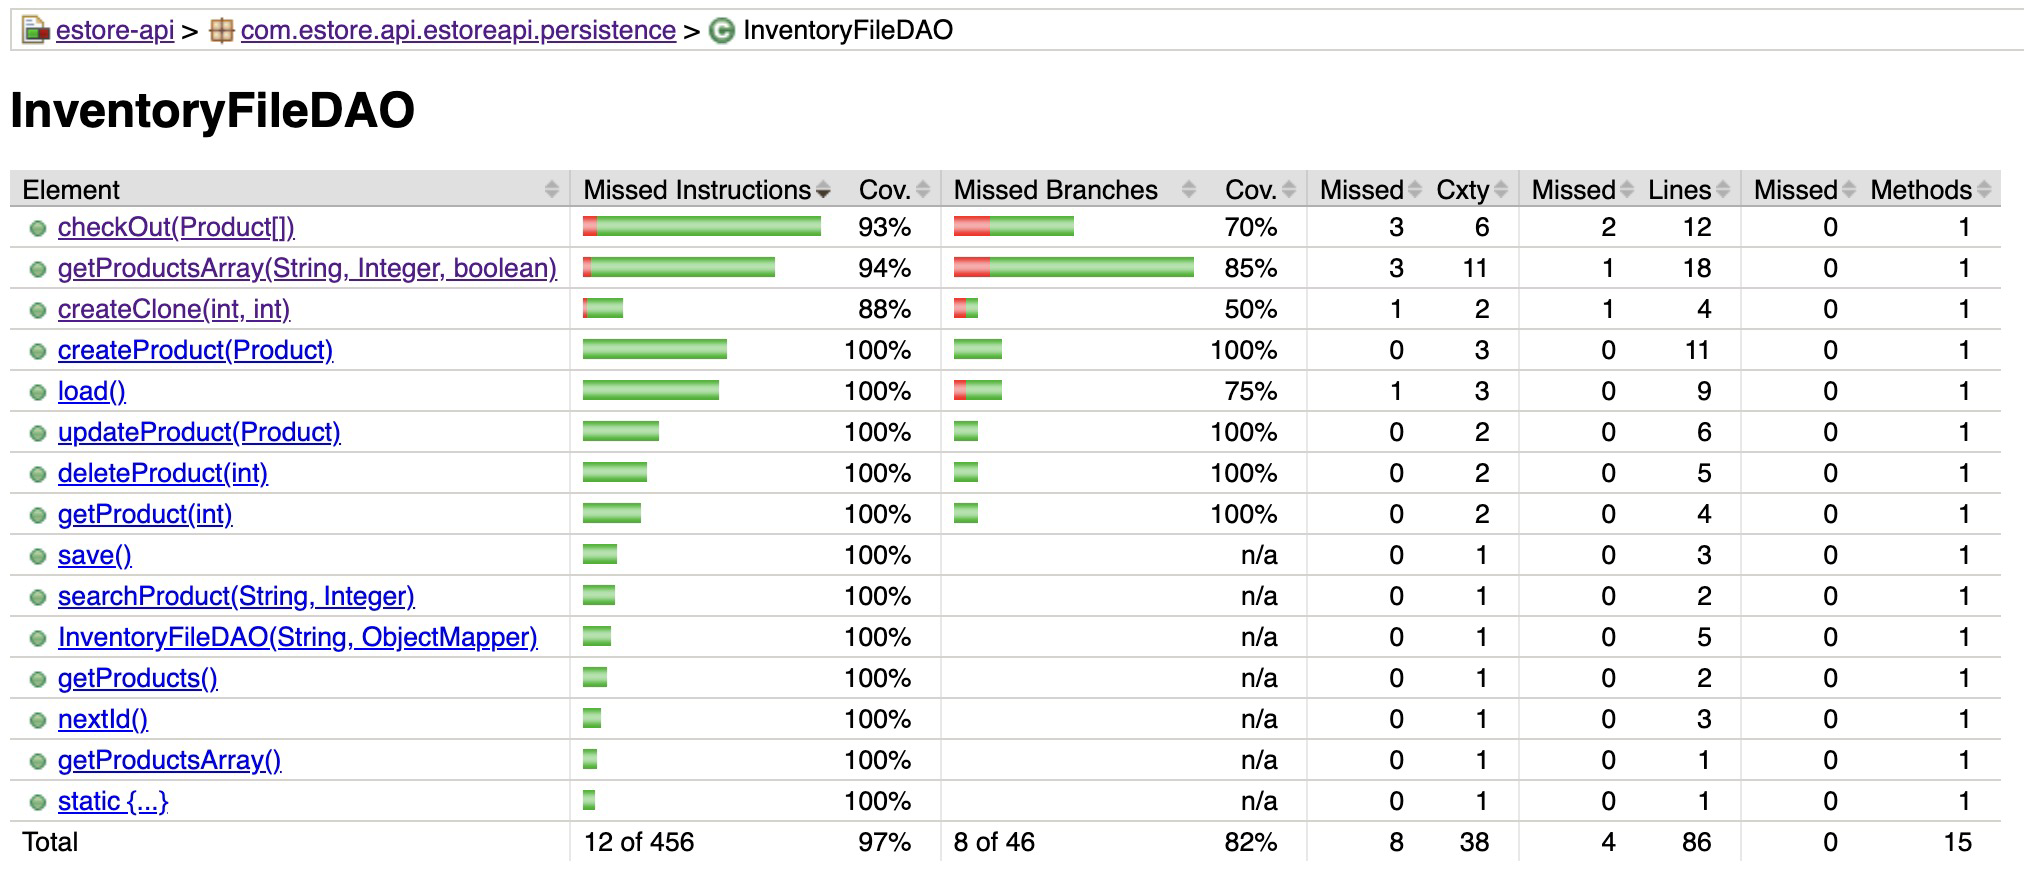 estore-api > com.estore.api.estoreapi.persistence > InventoryFileDAO
InventoryFileDAO
Element Missed Instructions Cov. Missed Branches Cov. Missed Cxty Missed Lines Missed Methods
checkOut(Product[]) 93% 70% 3 6 2 12 0 1
getProductsArray(String, Integer, boolean) 94% 85% 3 11 1 18 0 1
createClone(int, int) 88% 50% 1 2 1 4 0 1
createProduct(Product) 100% 100% 0 3 0 11 0 1
load() 100% 75% 1 3 0 9 0 1
updateProduct(Product) 100% 100% 0 2 0 6 0 1
deleteProduct(int) 100% 100% 0 2 0 5 0 1
getProduct(int) 100% 100% 0 2 0 4 0 1
save() 100% n/a 0 1 0 3 0 1
searchProduct(String, Integer) 100% n/a 0 1 0 2 0 1
InventoryFileDAO(String, ObjectMapper) 100% n/a 0 1 0 5 0 1
getProducts() 100% n/a 0 1 0 2 0 1
nextId() 100% n/a 0 1 0 3 0 1
getProductsArray() 100% n/a 0 1 0 1 0 1
static {...} 100% n/a 0 1 0 1 0 1
Total 12 of 456 97% 8 of 46 82% 8 38 4 86 0 15